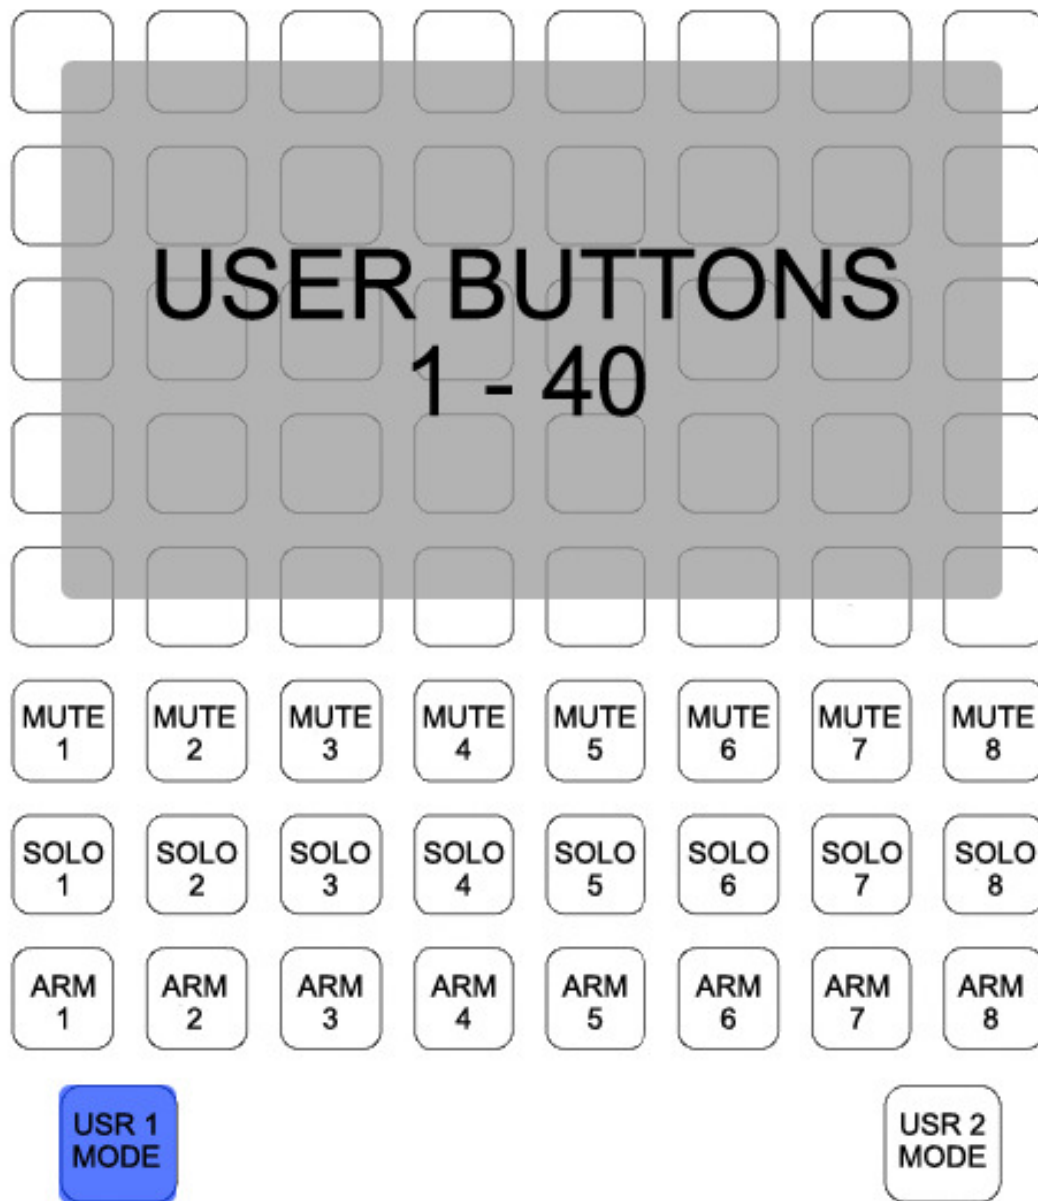 USER BUTTONS
1 - 40
MUTE 1
MUTE 2
MUTE 3
MUTE 4
MUTE 5
MUTE 6
MUTE 7
MUTE 8
SOLO 1
SOLO 2
SOLO 3
SOLO 4
SOLO 5
SOLO 6
SOLO 7
SOLO 8
ARM 1
ARM 2
ARM 3
ARM 4
ARM 5
ARM 6
ARM 7
ARM 8
USR 1
MODE
USR 2
MODE